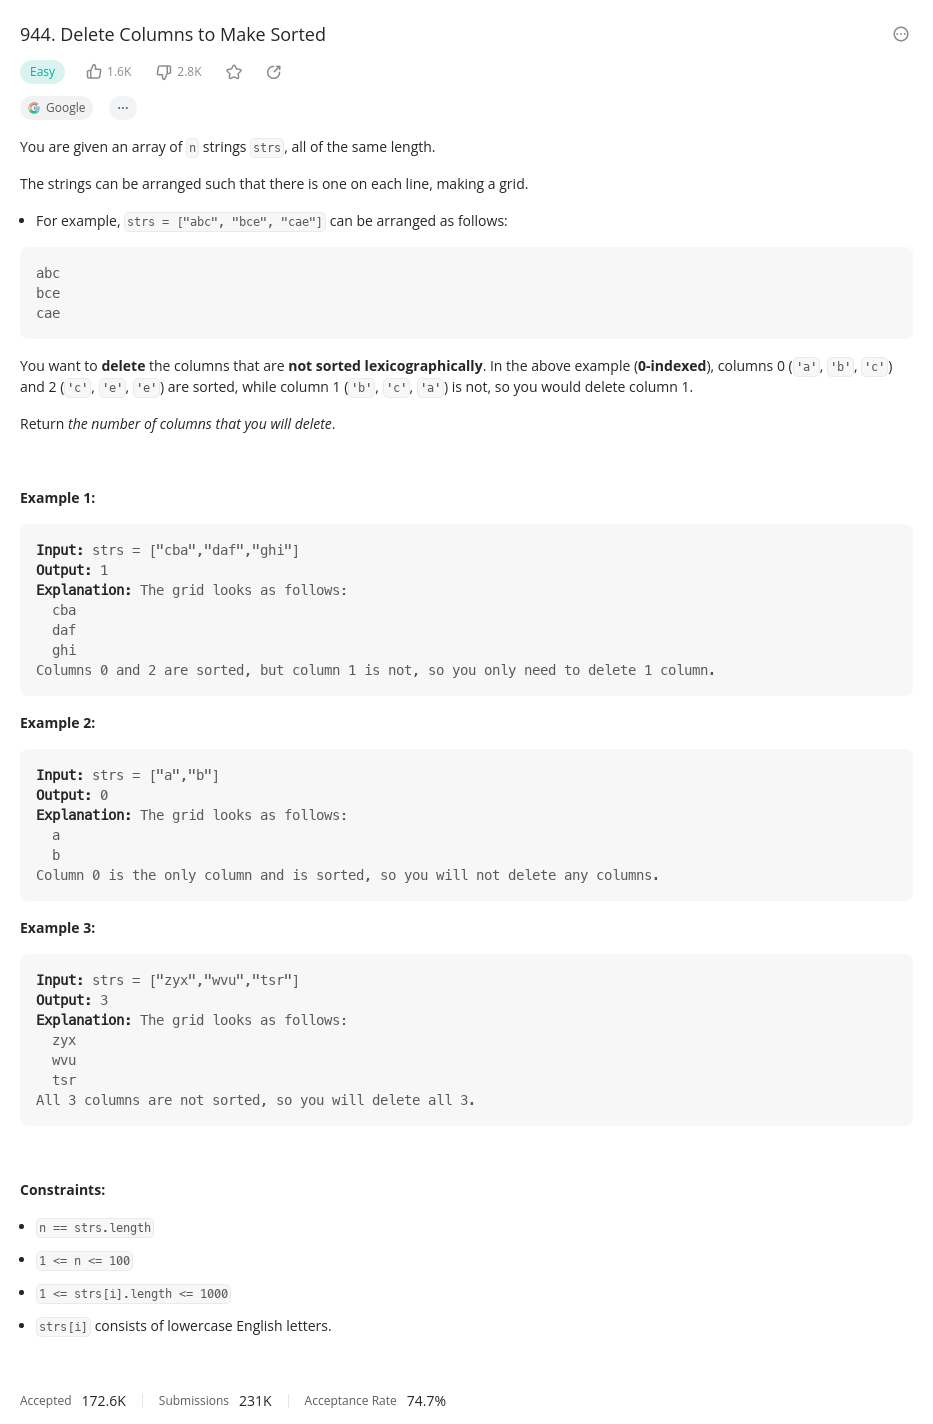 944. Delete Columns to Make Sorted
Easy 1.6K 2.8K
Google ...
You are given an array of n strings strs, all of the same length.
The strings can be arranged such that there is one on each line, making a grid.
• For example, strs = ["abc", "bce", "cae"] can be arranged as follows:
abc
bce
cae
You want to delete the columns that are not sorted lexicographically. In the above example (0-indexed), columns 0 ('a', 'b', 'c')
and 2 ('c', 'e', 'e') are sorted, while column 1 ('b', 'c', 'a') is not, so you would delete column 1.
Return the number of columns that you will delete.
Example 1:
Input: strs = ["cba","daf","ghi"]
Output: 1
Explanation: The grid looks as follows:
cba
daf
ghi
Columns 0 and 2 are sorted, but column 1 is not, so you only need to delete 1 column.
Example 2:
Input: strs = ["a","b"]
Output: 0
Explanation: The grid looks as follows:
a
b
Column 0 is the only column and is sorted, so you will not delete any columns.
Example 3:
Input: strs = ["zyx","wvu","tsr"]
Output: 3
Explanation: The grid looks as follows:
zyx
wvu
tsr
All 3 columns are not sorted, so you will delete all 3.
Constraints:
• n == strs.length
• 1 <= n <= 100
• 1 <= strs[i].length <= 1000
• strs[i] consists of lowercase English letters.
Accepted 172.6K Submissions 231K Acceptance Rate 74.7%